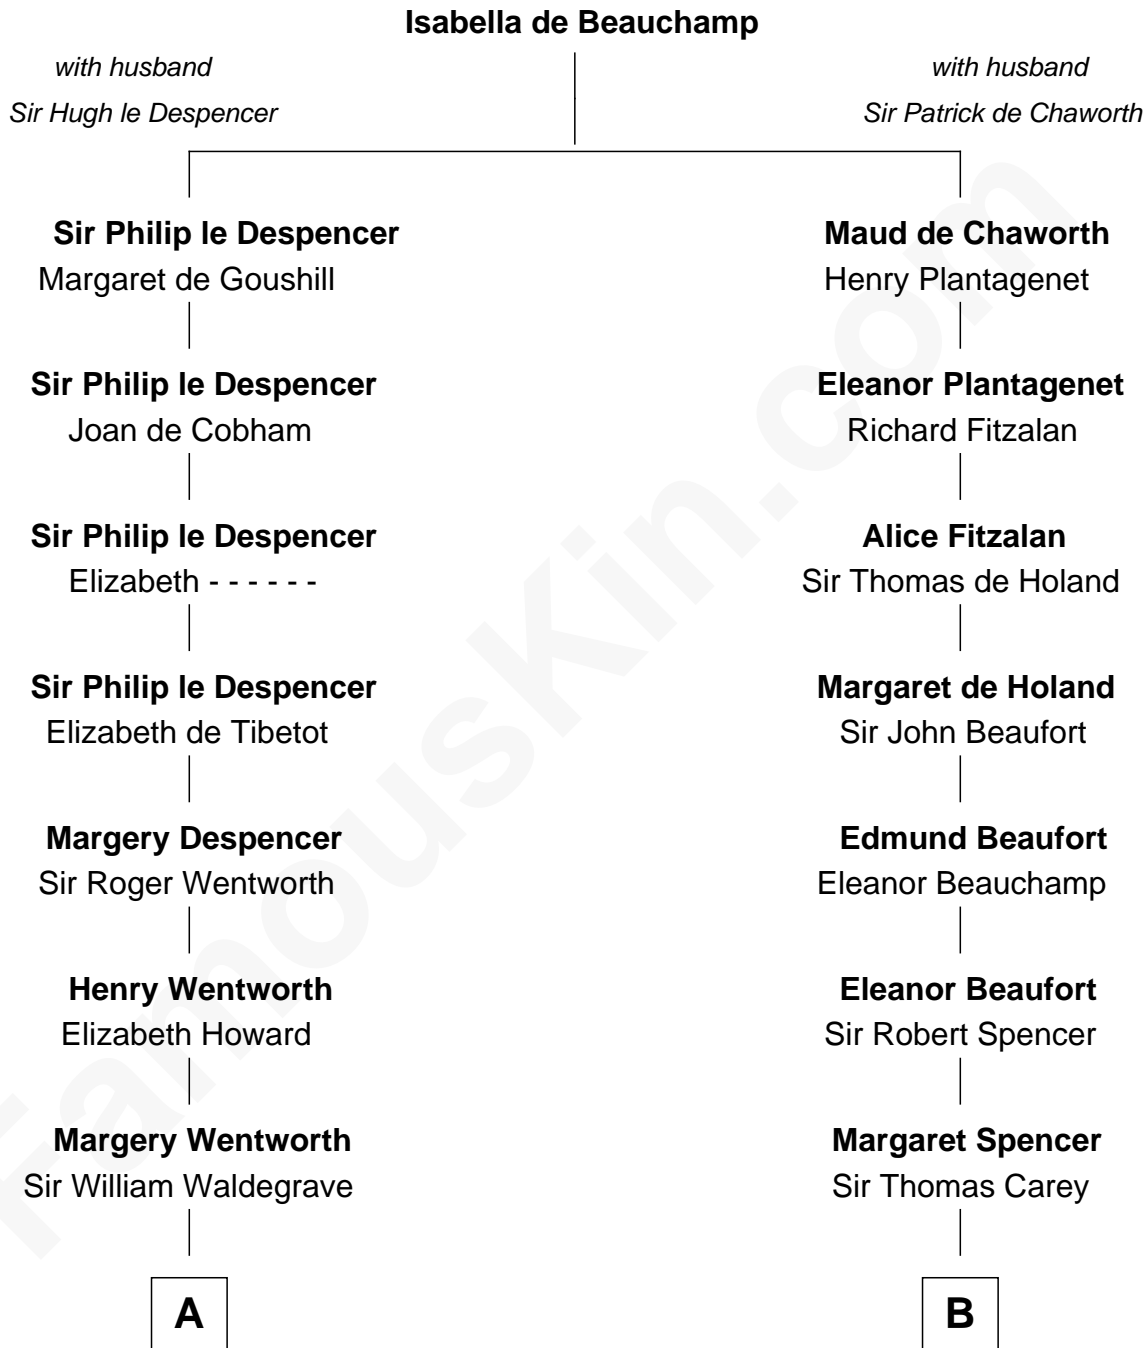 Isabella de Beauchamp
with husband
Sir Hugh le Despencer
with husband
Sir Patrick de Chaworth
Sir Philip le Despencer
Margaret de Goushill
Maud de Chaworth
Henry Plantagenet
Sir Philip le Despencer
Joan de Cobham
Eleanor Plantagenet
Richard Fitzalan
Sir Philip le Despencer
Elizabeth - - - - - -
Alice Fitzalan
Sir Thomas de Holand
Sir Philip le Despencer
Elizabeth de Tibetot
Margaret de Holand
Sir John Beaufort
Margery Despencer
Sir Roger Wentworth
Edmund Beaufort
Eleanor Beauchamp
Henry Wentworth
Elizabeth Howard
Eleanor Beaufort
Sir Robert Spencer
Margery Wentworth
Sir William Waldegrave
Margaret Spencer
Sir Thomas Carey
A
B
FamousKin.com